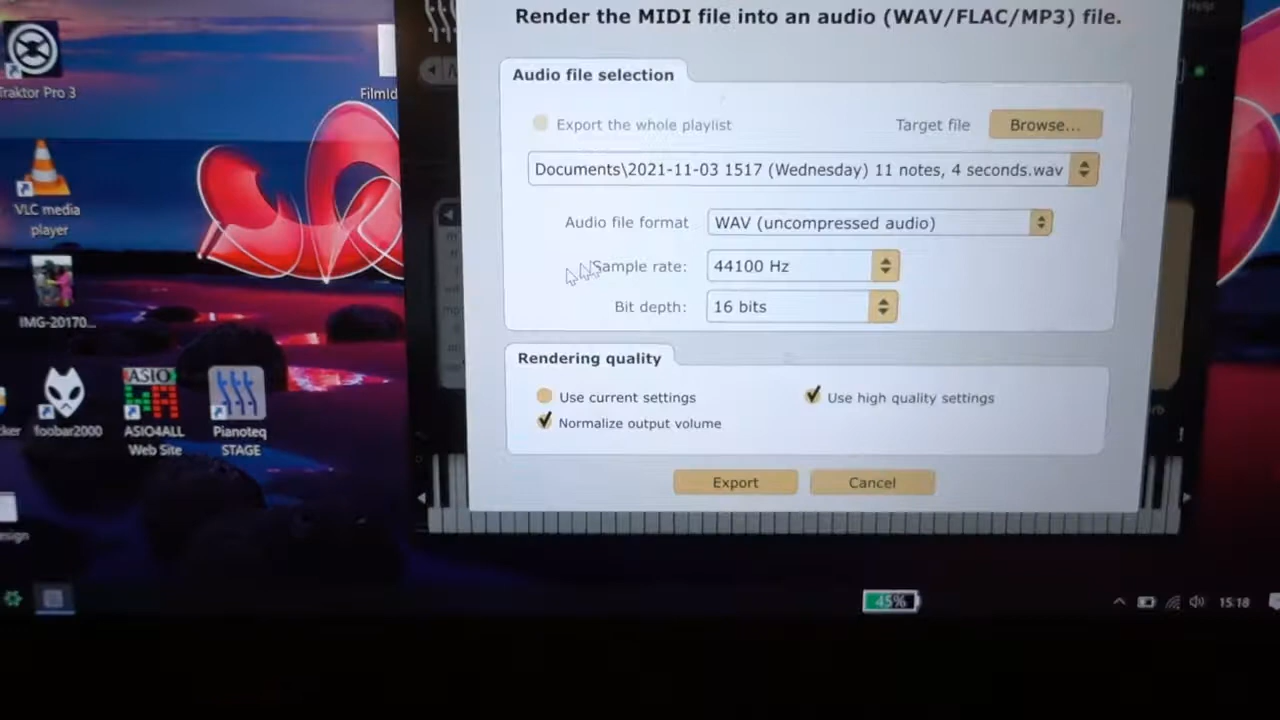 Render the MIDI file into an audio (WAV/FLAC/MP3) file.
Help
Audio file selection
Export the whole playlist
Target file
Browse...
Documents\2021-11-03 1517 (Wednesday) 11 notes, 4 seconds.wav
Audio file format
WAV (uncompressed audio)
Sample rate:
44100 Hz
Bit depth:
16 bits
Rendering quality
Use current settings
Use high quality settings
Normalize output volume
Export
Cancel
Traktor Pro 3
FilmId
VLC media
player
IMG-20170...
foobar2000
ASIO
ASIO4ALL
Web Site
Pianoteq
STAGE
45%
15:18